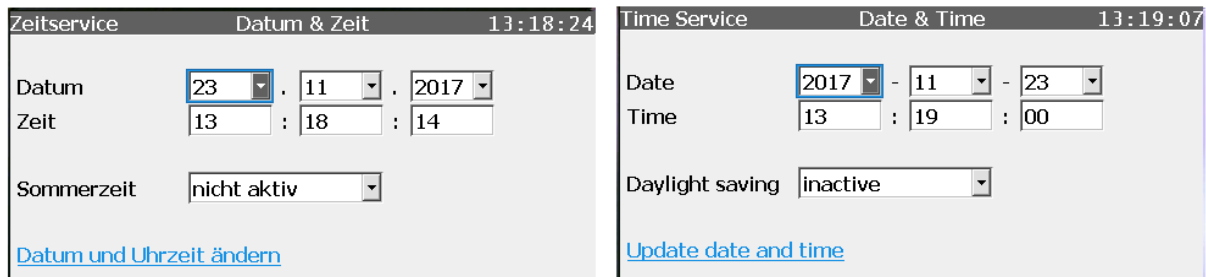 Zeitservice Datum & Zeit 13:18:24
Datum 23 . 11 . 2017
Zeit 13 : 18 : 14
Sommerzeit nicht aktiv
Datum und Uhrzeit ändern
Time Service Date & Time 13:19:07
Date 2017 - 11 - 23
Time 13 : 19 : 00
Daylight saving inactive
Update date and time